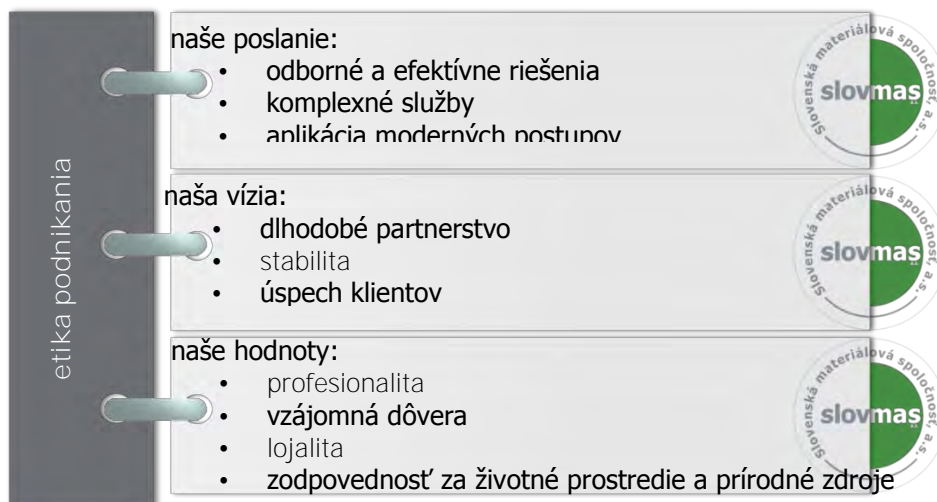 etika podnikania
naše poslanie:
• odborné a efektívne riešenia
• komplexné služby
• aplikácia moderných postupov
Slovenská materiálová spoločnosť, a.s.
slovmas
naša vízia:
• dlhodobé partnerstvo
• stabilita
• úspech klientov
Slovenská materiálová spoločnosť, a.s.
slovmas
naše hodnoty:
• profesionalita
• vzájomná dôvera
• lojalita
• zodpovednosť za životné prostredie a prírodné zdroje
Slovenská materiálová spoločnosť, a.s.
slovmas